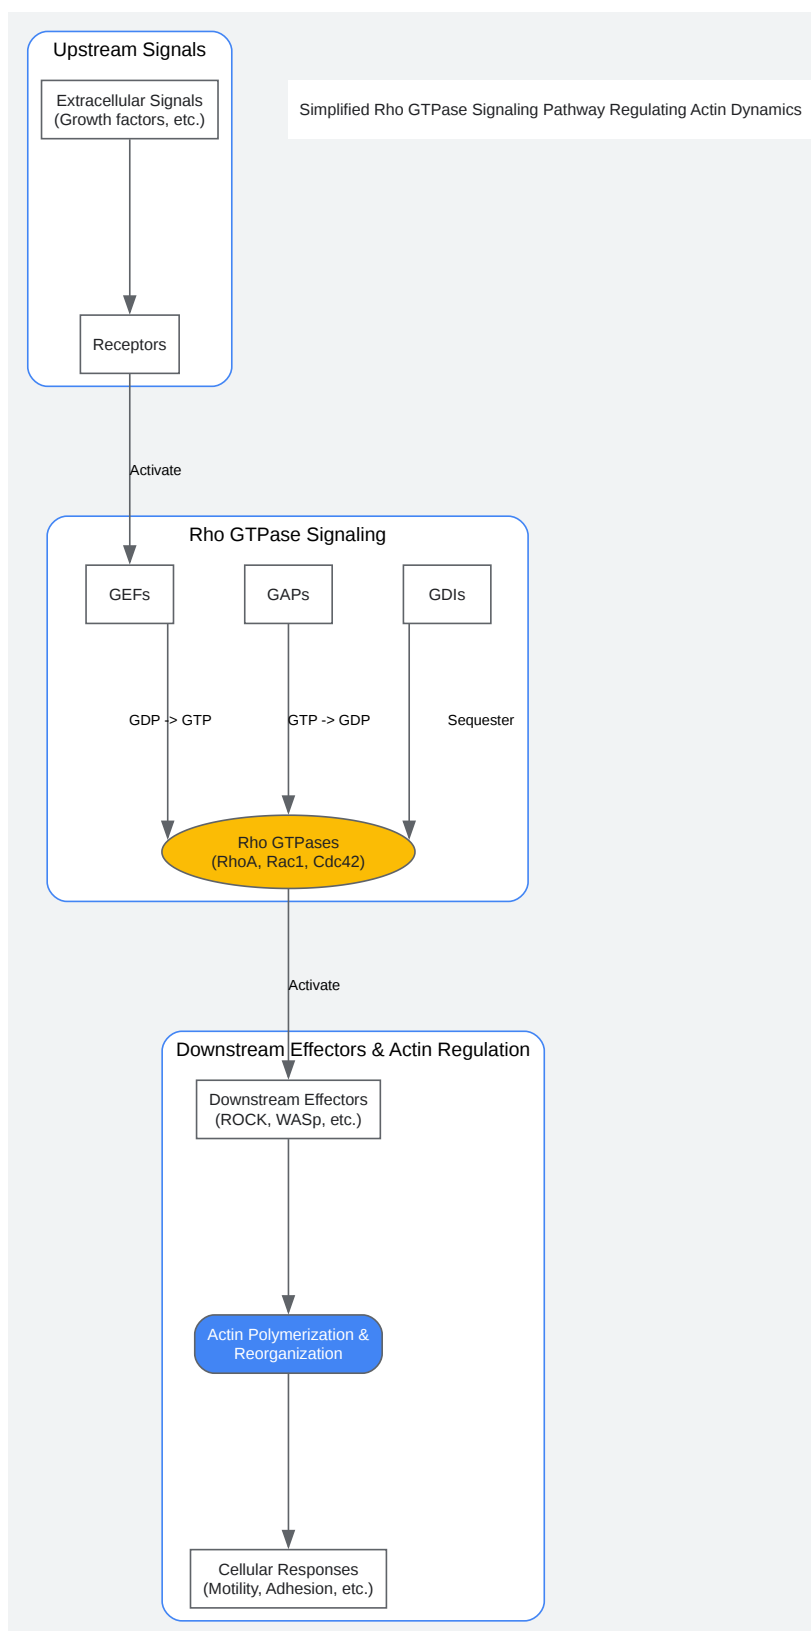 Upstream Signals
Extracellular Signals
(Growth factors, etc.)
Simplified Rho GTPase Signaling Pathway Regulating Actin Dynamics
Receptors
Activate
Rho GTPase Signaling
GEFs
GAPs
GDIs
GDP -> GTP
GTP -> GDP
Sequester
Rho GTPases
(RhoA, Rac1, Cdc42)
Activate
Downstream Effectors & Actin Regulation
Downstream Effectors
(ROCK, WASp, etc.)
Actin Polymerization &
Reorganization
Cellular Responses
(Motility, Adhesion, etc.)